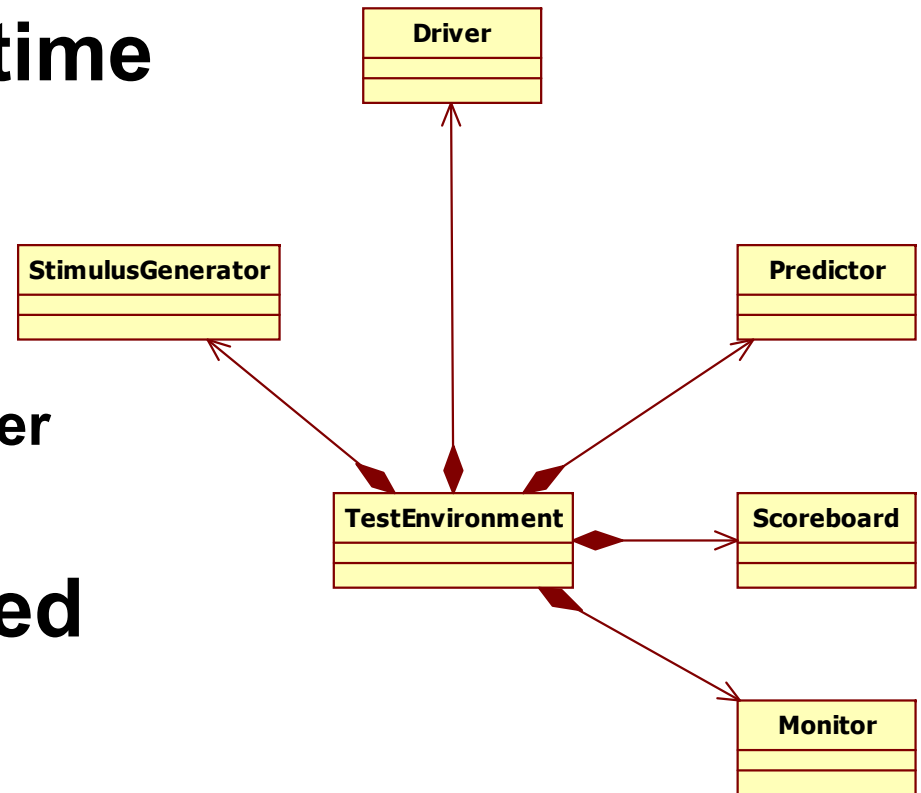 time
er
ed
Driver
StimulusGenerator
Predictor
TestEnvironment
Scoreboard
Monitor